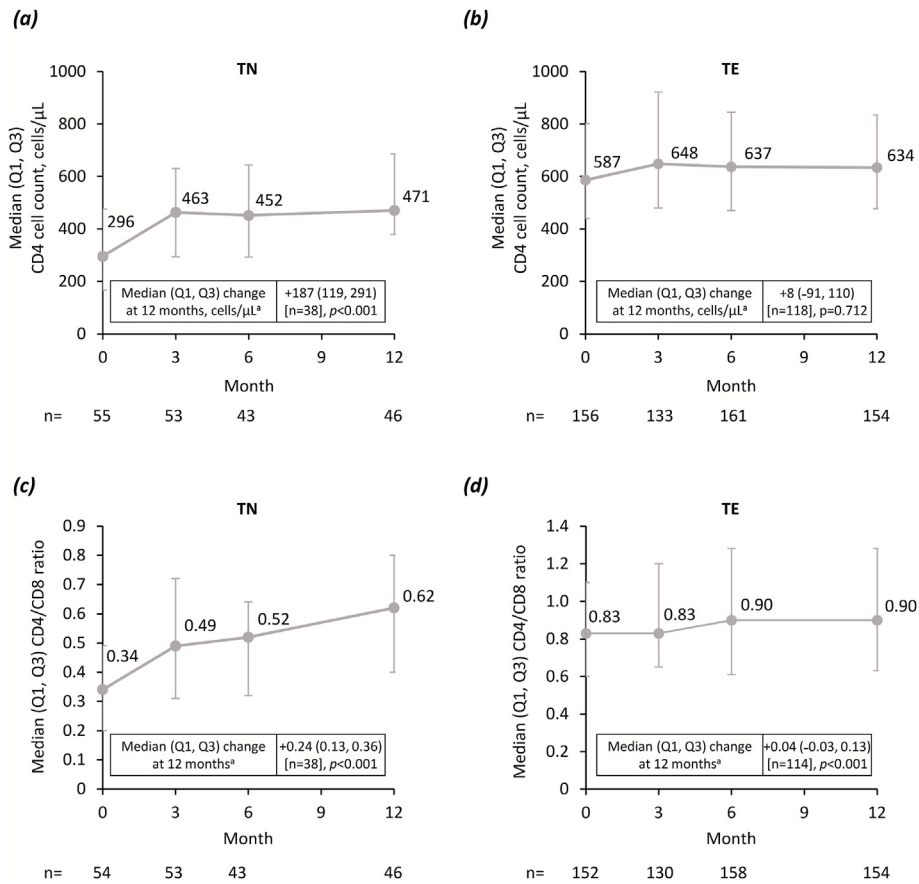 (a)
TN
Median (Q1, Q3)
CD4 cell count, cells/µL
1000
800
600
400
200
0
296
463
452
471
Median (Q1, Q3) change
at 12 months, cells/µLᵃ
+187 (119, 291)
[n=38], p<0.001
0 3 6 9 12
Month
n= 55 53 43 46
(b)
TE
Median (Q1, Q3)
CD4 cell count, cells/µL
1000
800
600
400
200
0
587
648
637
634
Median (Q1, Q3) change
at 12 months, cells/µLᵃ
+8 (-91, 110)
[n=118], p=0.712
0 3 6 9 12
Month
156 133 161 154
(c)
TN
Median (Q1, Q3) CD4/CD8 ratio
0.9
0.8
0.7
0.6
0.5
0.4
0.3
0.2
0.1
0
0.34
0.49
0.52
0.62
Median (Q1, Q3) change
at 12 monthsᵃ
+0.24 (0.13, 0.36)
[n=38], p<0.001
0 3 6 9 12
Month
n= 54 53 43 46
(d)
TE
Median (Q1, Q3) CD4/CD8 ratio
1.4
1.2
1.0
0.8
0.6
0.4
0.2
0
0.83
0.83
0.90
0.90
Median (Q1, Q3) change
at 12 monthsᵃ
+0.04 (−0.03, 0.13)
[n=114], p<0.001
0 3 6 9 12
Month
n= 152 130 158 154